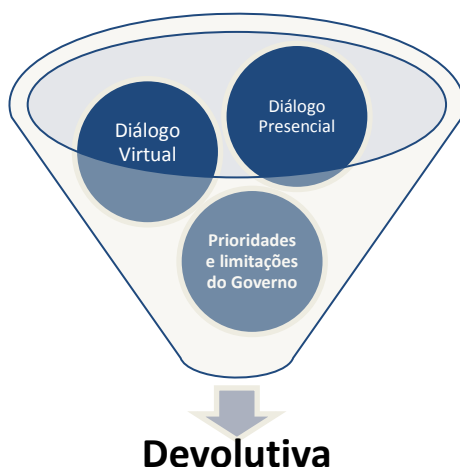 Diálogo
Virtual
Diálogo
Presencial
Prioridades
e limitações
do Governo
Devolutiva